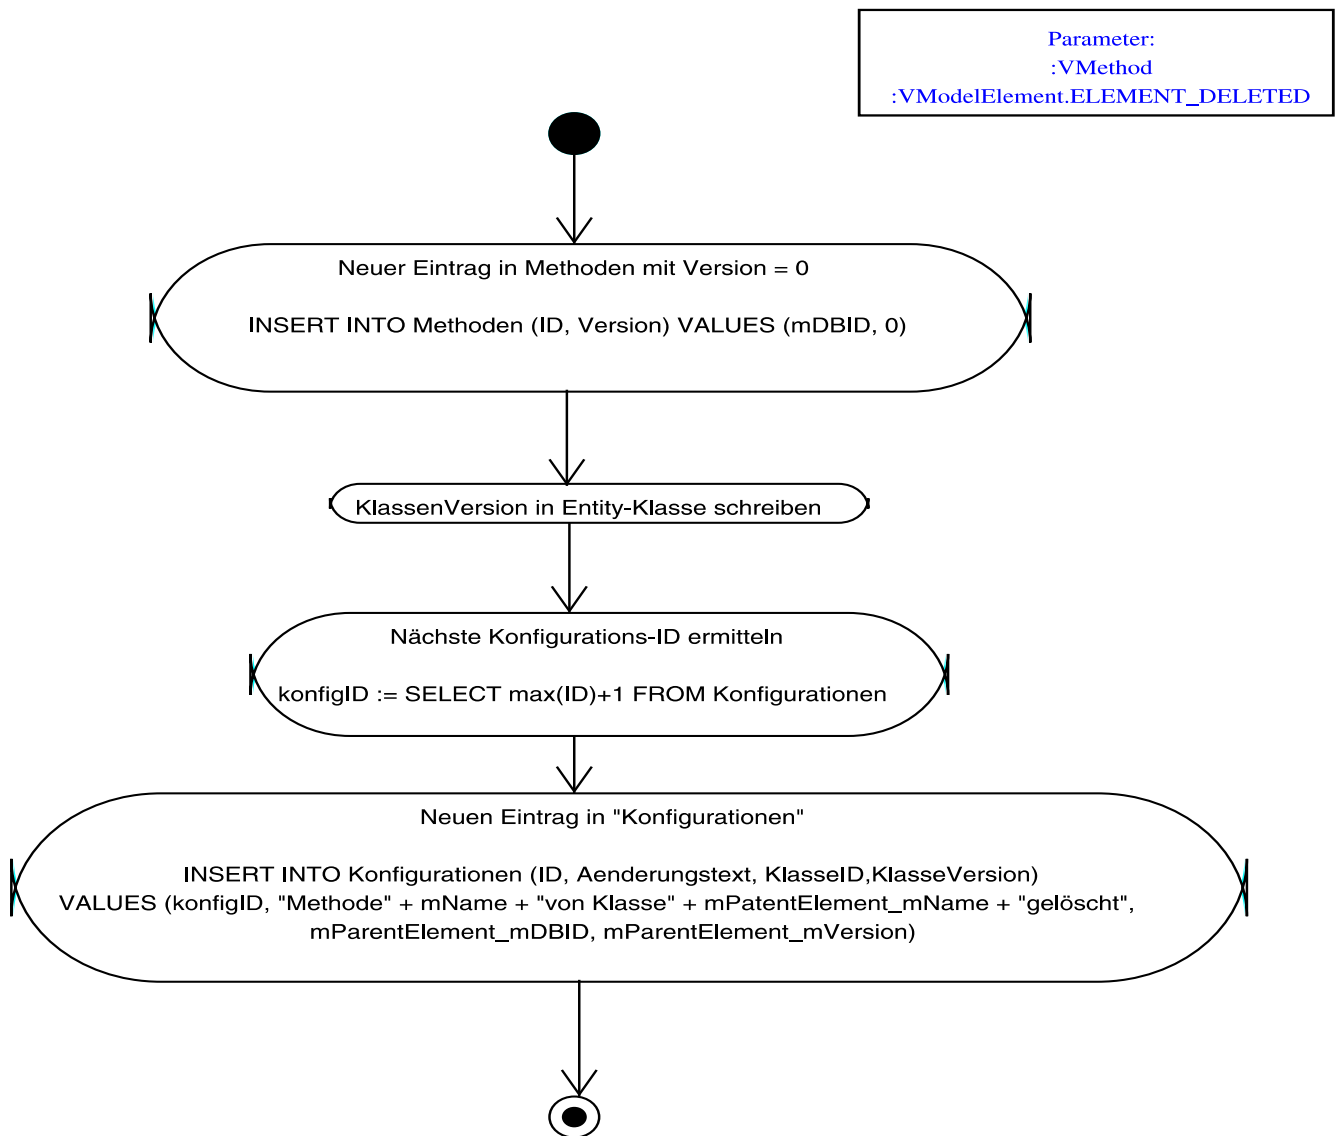 Parameter:
:VMethod
:VModelElement.ELEMENT_DELETED
Neuer Eintrag in Methoden mit Version = 0
INSERT INTO Methoden (ID, Version) VALUES (mDBID, 0)
KlassenVersion in Entity-Klasse schreiben
Nächste Konfigurations-ID ermitteln
konfigID := SELECT max(ID)+1 FROM Konfigurationen
Neuen Eintrag in "Konfigurationen"
INSERT INTO Konfigurationen (ID, Aenderungstext, KlasseID,KlasseVersion)
VALUES (konfigID, "Methode" + mName + "von Klasse" + mPatentElement_mName + "gelöscht",
mParentElement_mDBID, mParentElement_mVersion)